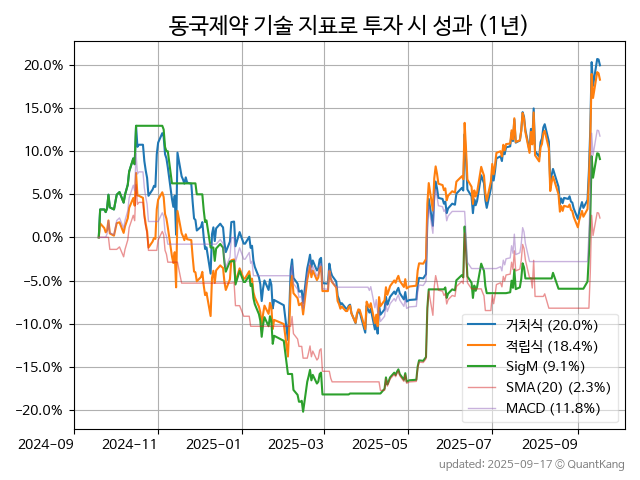 동국제약 기술 지표로 투자 시 성과 (1년)
20.0%
15.0%
10.0%
5.0%
0.0%
−5.0%
−10.0%
−15.0%
−20.0%
거치식 (20.0%)
적립식 (18.4%)
SigM (9.1%)
SMA(20) (2.3%)
MACD (11.8%)
2024-09 2024-11 2025-01 2025-03 2025-05 2025-07 2025-09
updated: 2025-09-17 © QuantKang